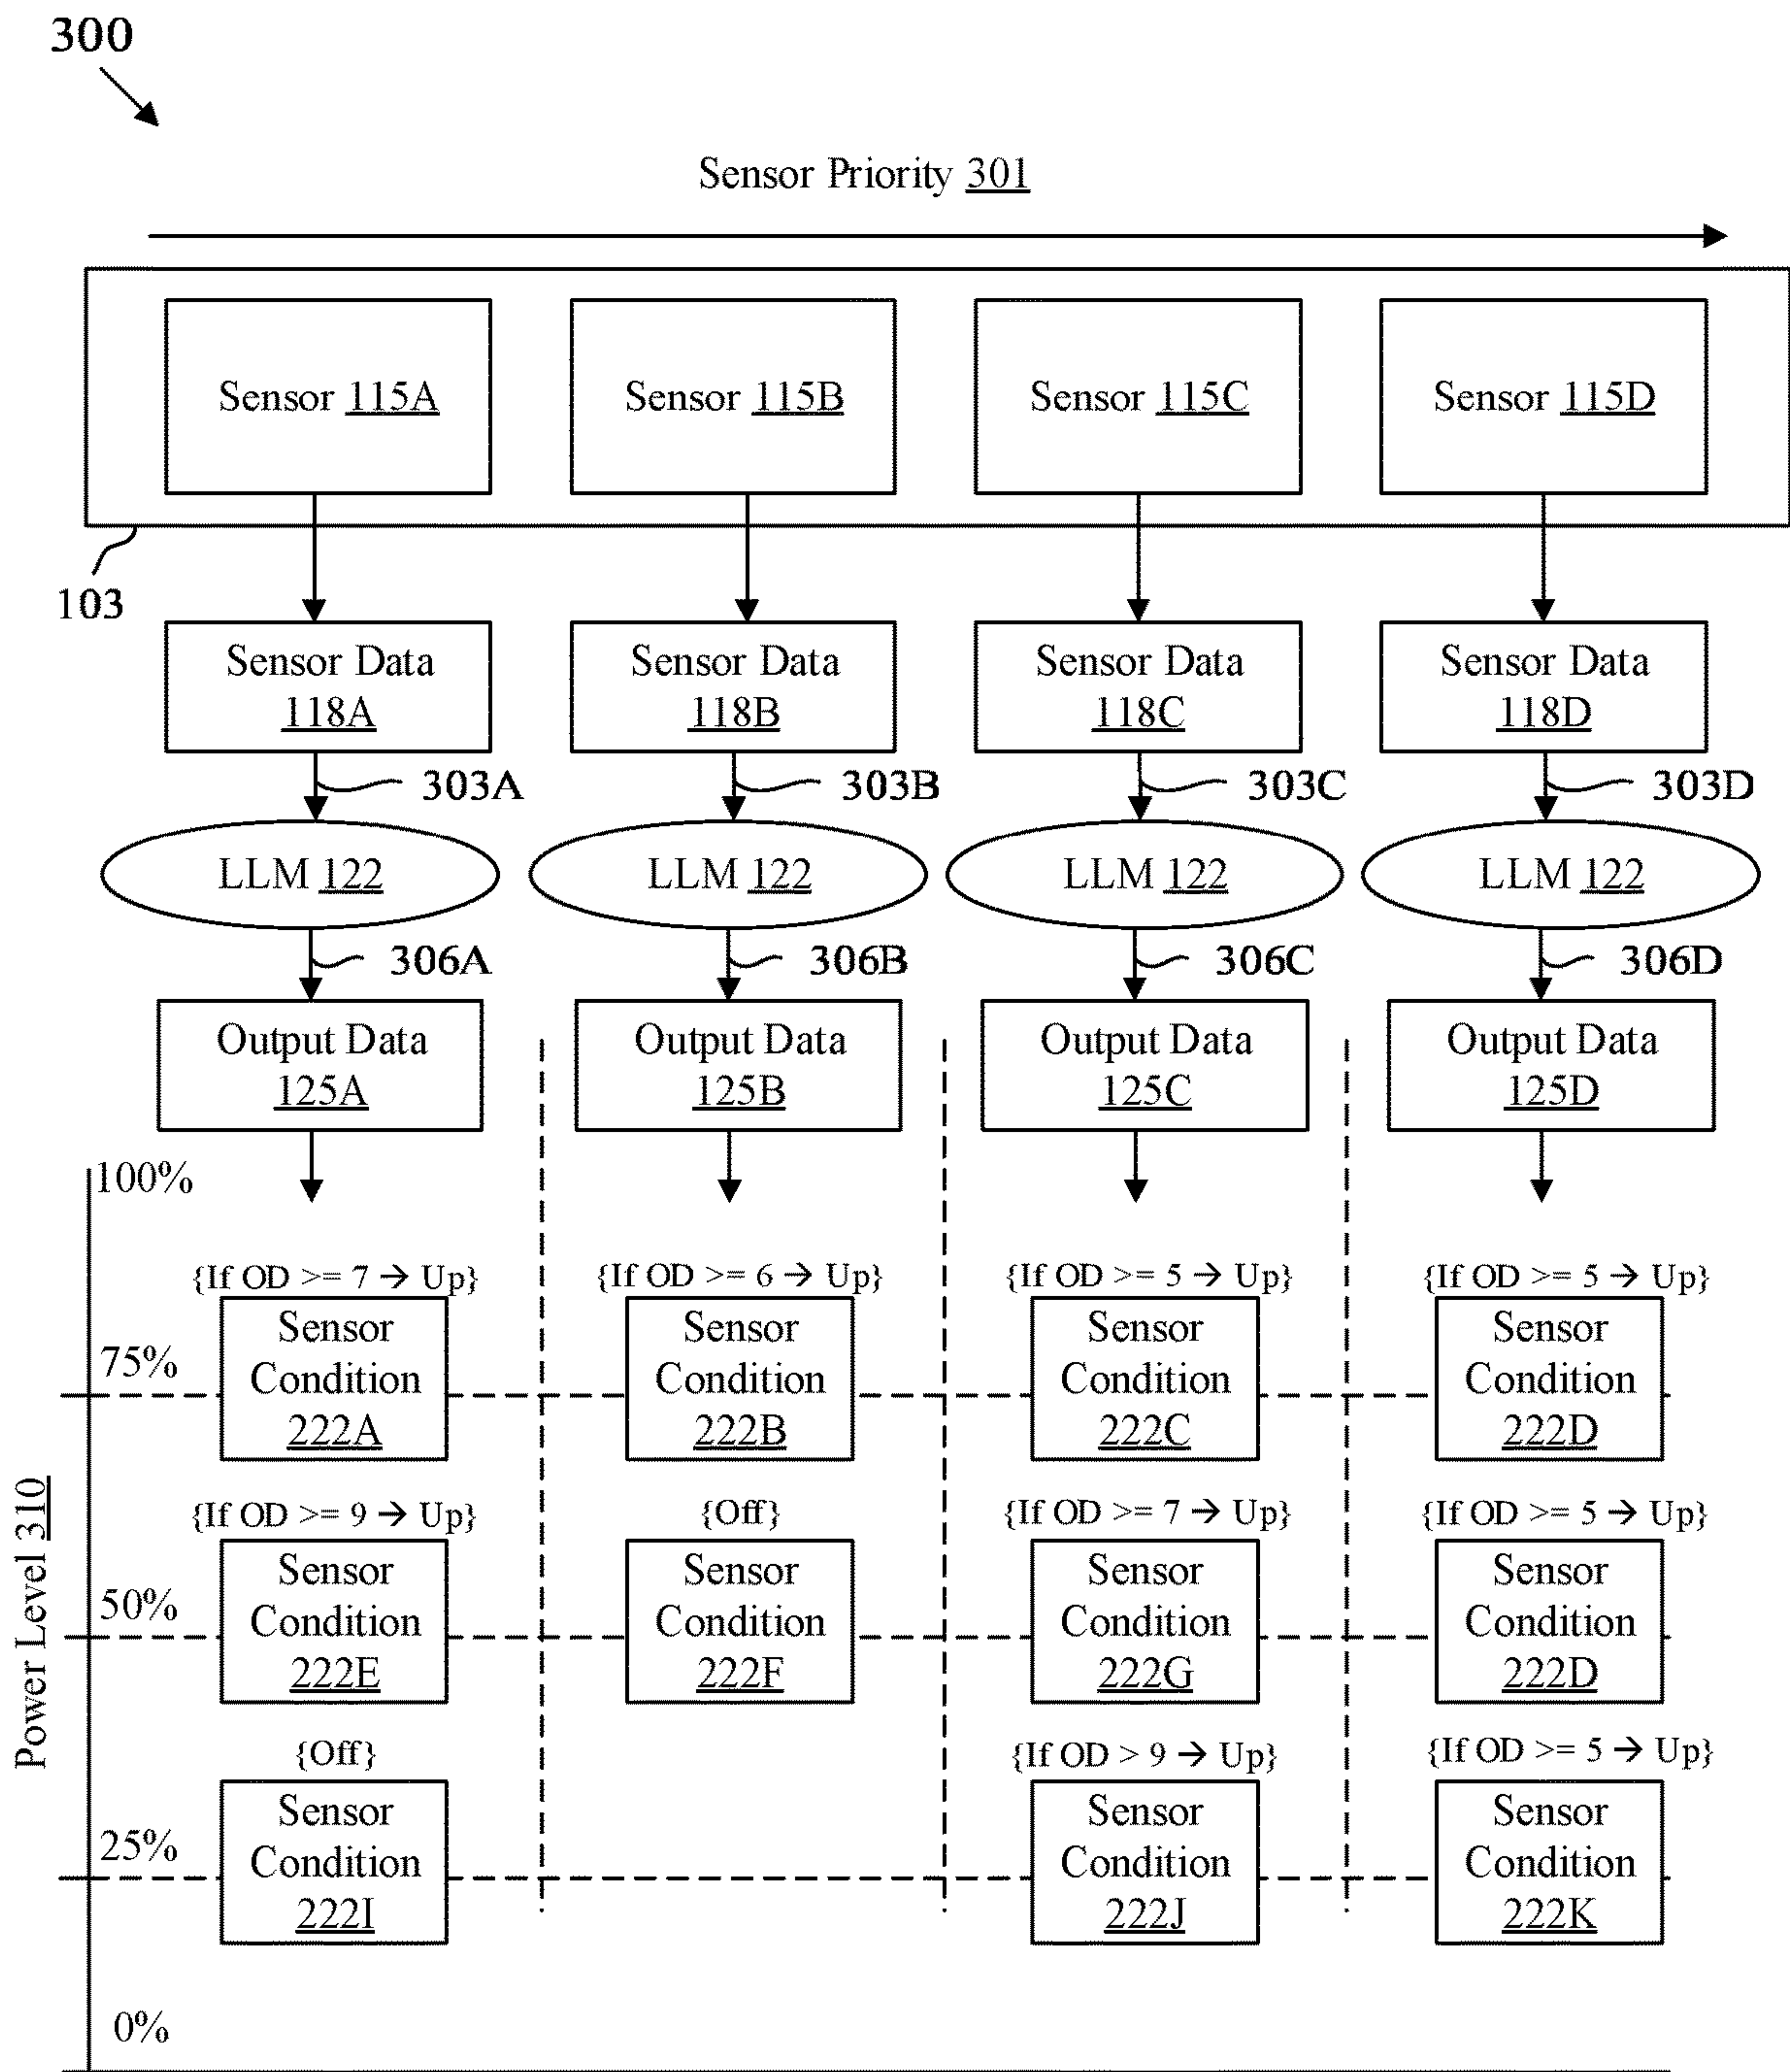 300
Sensor Priority 301
Sensor 115A
Sensor 115B
Sensor 115C
Sensor 115D
103
Sensor Data
118A
Sensor Data
118B
Sensor Data
118C
Sensor Data
118D
303A
303B
303C
303D
LLM 122
LLM 122
LLM 122
LLM 122
306A
306B
306C
306D
Output Data
125A
Output Data
125B
Output Data
125C
Output Data
125D
Power Level 310
100%
{If OD >= 7 → Up}
{If OD >= 6 → Up}
{If OD >= 5 → Up}
{If OD >= 5 → Up}
75%
Sensor
Condition
222A
Sensor
Condition
222B
Sensor
Condition
222C
Sensor
Condition
222D
{If OD >= 9 → Up}
{Off}
{If OD >= 7 → Up}
{If OD >= 5 → Up}
50%
Sensor
Condition
222E
Sensor
Condition
222F
Sensor
Condition
222G
Sensor
Condition
222D
{Off}
{If OD > 9 → Up}
{If OD >= 5 → Up}
25%
Sensor
Condition
222I
Sensor
Condition
222J
Sensor
Condition
222K
0%